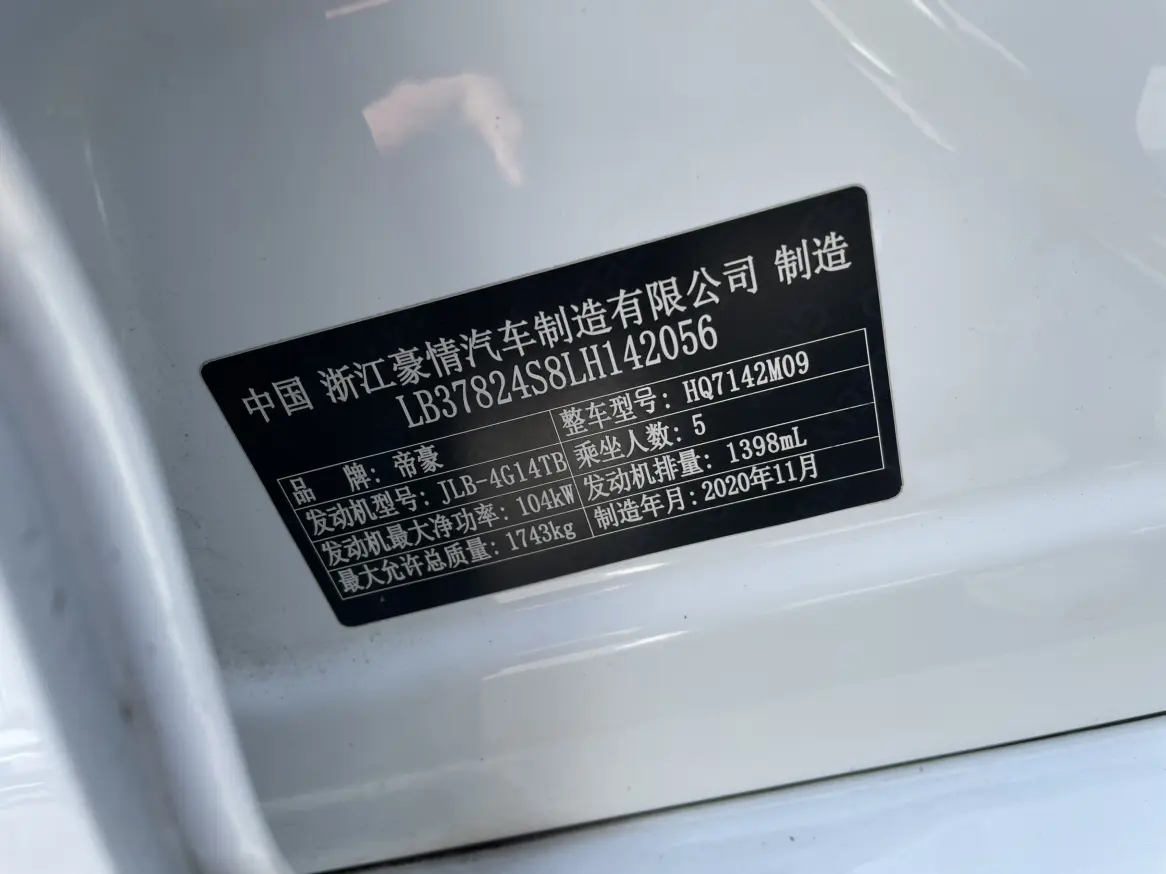 中国 浙江豪情汽车制造有限公司 制造
LB37824S8LH142056
品 牌: 帝豪 整车型号: HQ7142M09
发动机型号: JLB-4G14TB 乘坐人数: 5
发动机最大净功率: 104kW 发动机排量: 1398mL
最大允许总质量: 1743kg 制造年月: 2020年11月